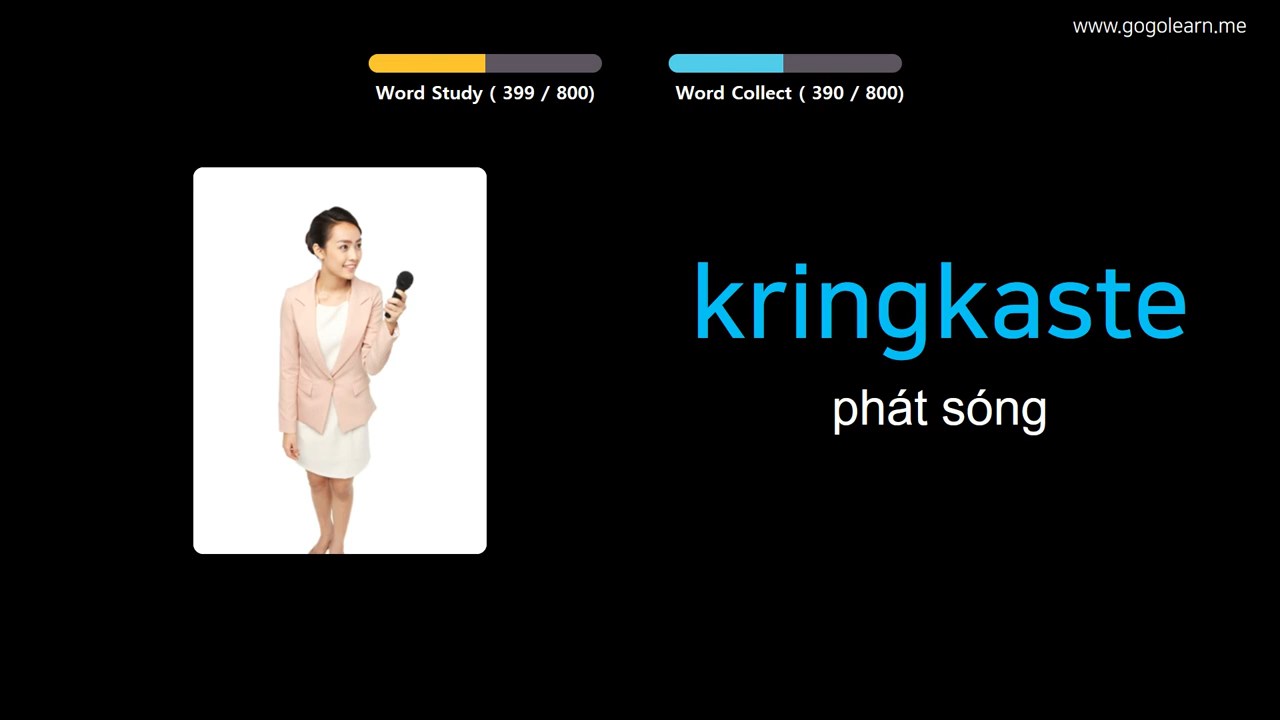 www.gogolearn.me
Word Study ( 399 / 800)
Word Collect ( 390 / 800)
kringkaste
phát sóng